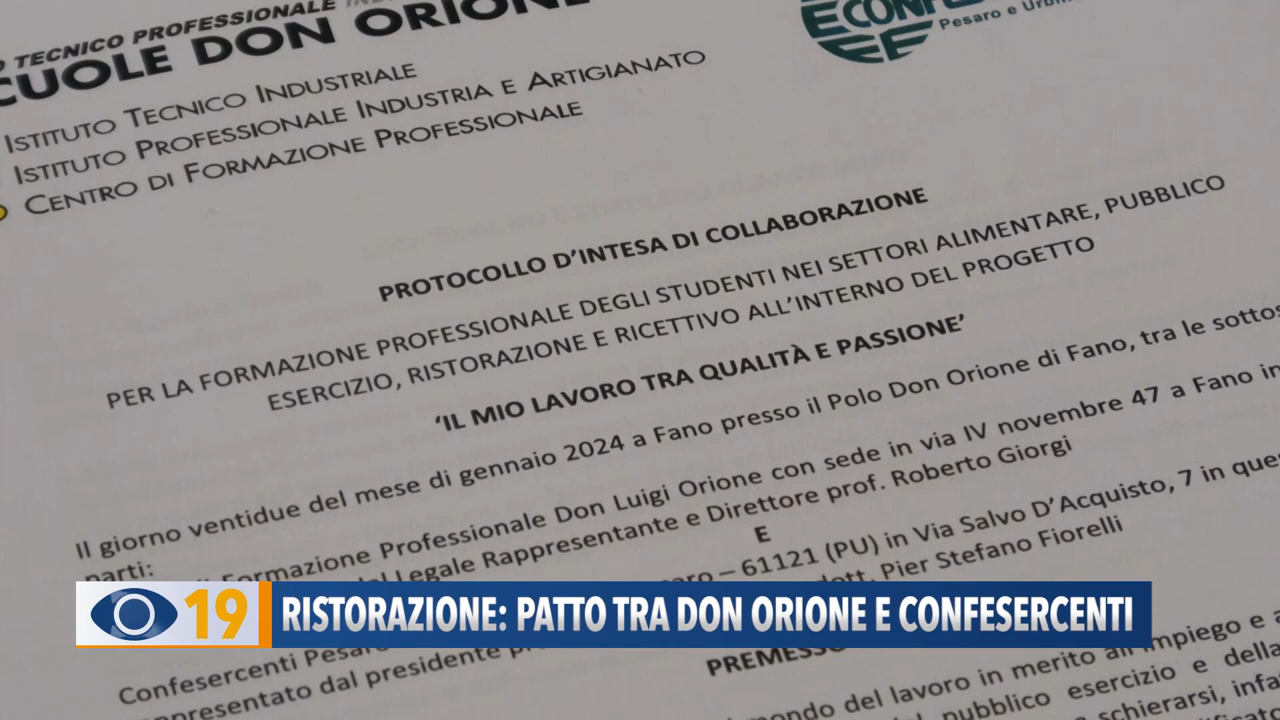 TECNICO PROFESSIONALE
CUOLE DON ORIONE
ISTITUTO TECNICO INDUSTRIALE
ISTITUTO PROFESSIONALE INDUSTRIA E ARTIGIANATO
CENTRO DI FORMAZIONE PROFESSIONALE
Pesaro e Urbin
PROTOCOLLO D'INTESA DI COLLABORAZIONE
PER LA FORMAZIONE PROFESSIONALE DEGLI STUDENTI NEI SETTORI ALIMENTARE, PUBBLICO
ESERCIZIO, RISTORAZIONE E RICETTIVO ALL'INTERNO DEL PROGETTO
'IL MIO LAVORO TRA QUALITÀ E PASSIONE'
Il giorno ventidue del mese di gennaio 2024 a Fano presso il Polo Don Orione di Fano, tra le sottos
parti:
Formazione Professionale Don Luigi Orione con sede in via IV novembre 47 a Fano in
Legale Rappresentante e Direttore prof. Roberto Giorgi
E
Confesercenti Pesaro – 61121 (PU) in Via Salvo D'Acquisto, 7 in que
ppresentato dal presidente dott. Pier Stefano Fiorelli
PREMESSO
mondo del lavoro in merito all'impiego e a
pubblico esercizio e della
schierarsi, infa
19
RISTORAZIONE: PATTO TRA DON ORIONE E CONFESERCENTI